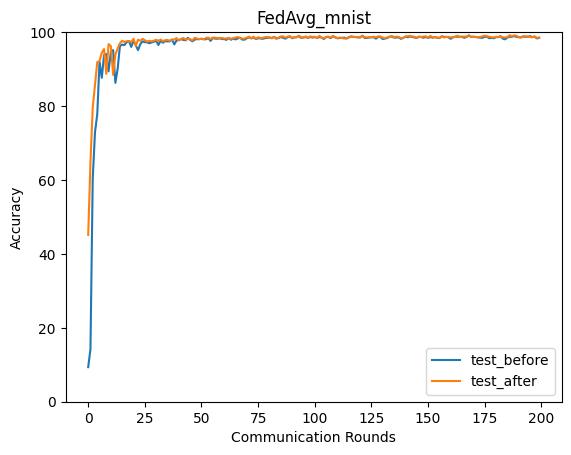 FedAvg_mnist
100
80
60
40
20
0
Accuracy
0 25 50 75 100 125 150 175 200
Communication Rounds
test_before
test_after